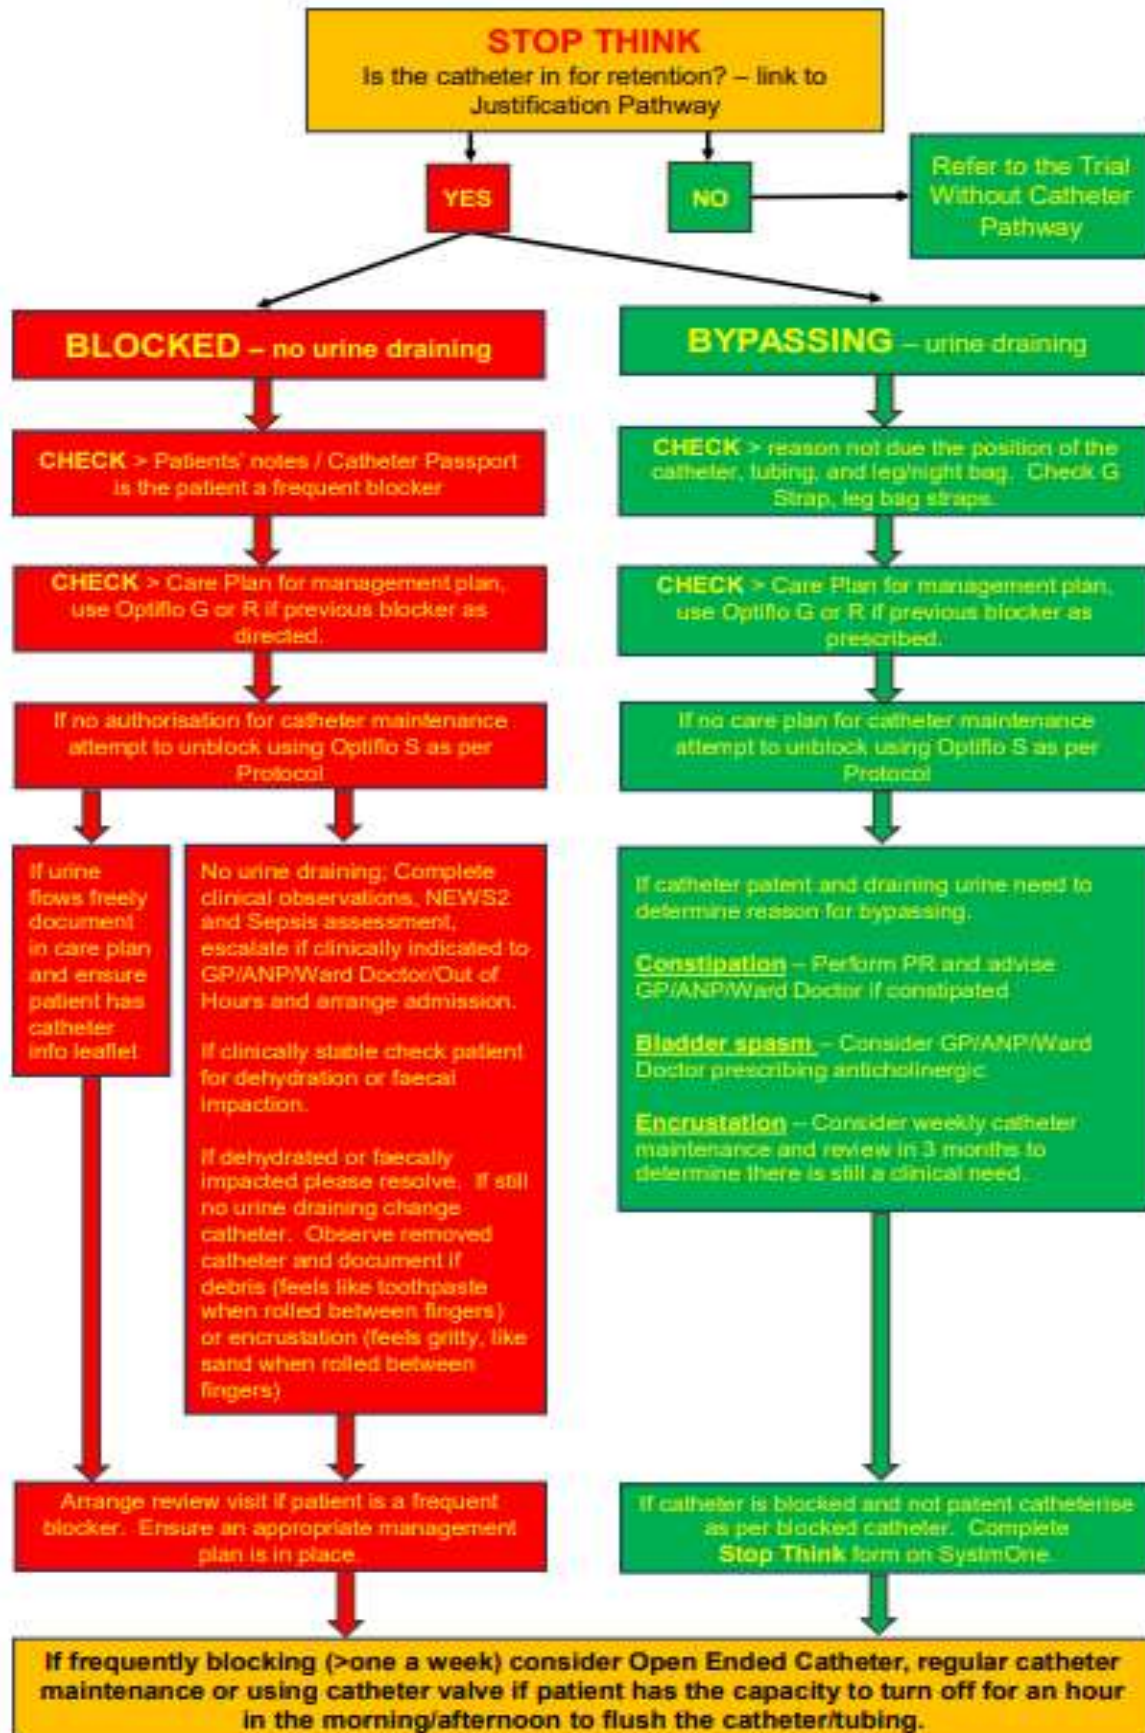 STOP THINK
Is the catheter in for retention? – link to
Justification Pathway
YES
NO
Refer to the Trial
Without Catheter
Pathway
BLOCKED – no urine draining
CHECK > Patients' notes / Catheter Passport
is the patient a frequent blocker
CHECK > Care Plan for management plan,
use Optiflo G or R if previous blocker as
directed.
If no authorisation for catheter maintenance
attempt to unblock using Optiflo S as per
Protocol
If urine
flows freely
document
in care plan
and ensure
patient has
catheter
info leaflet
No urine draining; Complete
clinical observations, NEWS2
and Sepsis assessment,
escalate if clinically indicated to
GP/ANP/Ward Doctor/Out of
Hours and arrange admission.
If clinically stable check patient
for dehydration or faecal
impaction.
If dehydrated or faecally
impacted please resolve. If still
no urine draining change
catheter. Observe removed
catheter and document if
debris (feels like toothpaste
when rolled between fingers)
or encrustation (feels gritty, like
sand when rolled between
fingers)
Arrange review visit if patient is a frequent
blocker. Ensure an appropriate management
plan is in place.
BYPASSING – urine draining
CHECK > reason not due the position of the
catheter, tubing, and leg/night bag. Check G
Strap, leg bag straps.
CHECK > Care Plan for management plan,
use Optiflo G or R if previous blocker as
prescribed.
If no care plan for catheter maintenance
attempt to unblock using Optiflo S as per
Protocol
If catheter patent and draining urine need to
determine reason for bypassing.
Constipation – Perform PR and advise
GP/ANP/Ward Doctor if constipated
Bladder spasm – Consider GP/ANP/Ward
Doctor prescribing anticholinergic
Encrustation – Consider weekly catheter
maintenance and review in 3 months to
determine there is still a clinical need.
If catheter is blocked and not patent catheterise
as per blocked catheter. Complete
Stop Think form on SystmOne
If frequently blocking (>one a week) consider Open Ended Catheter, regular catheter
maintenance or using catheter valve if patient has the capacity to turn off for an hour
in the morning/afternoon to flush the catheter/tubing.